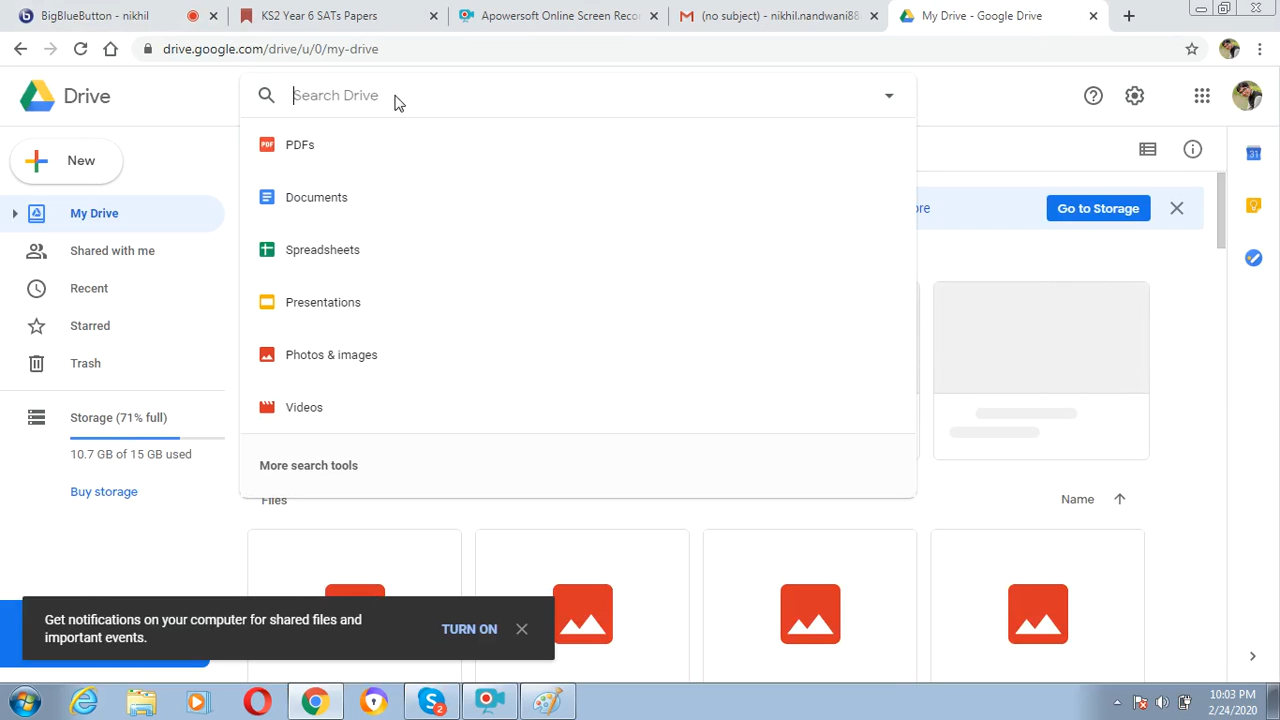 BigBlueButton - nikhil
KS2 Year 6 SATs Papers
Apowersoft Online Screen Reco
(no subject) - nikhil.nandwani88
My Drive - Google Drive
drive.google.com/drive/u/0/my-drive
Drive
Search Drive
New
PDFs
Documents
Spreadsheets
Presentations
Photos & images
Videos
More search tools
My Drive
Shared with me
Recent
Starred
Trash
Storage (71% full)
10.7 GB of 15 GB used
Buy storage
ore
Go to Storage
31
Files
Name
Get notifications on your computer for shared files and
important events.
TURN ON
2
10:03 PM
2/24/2020